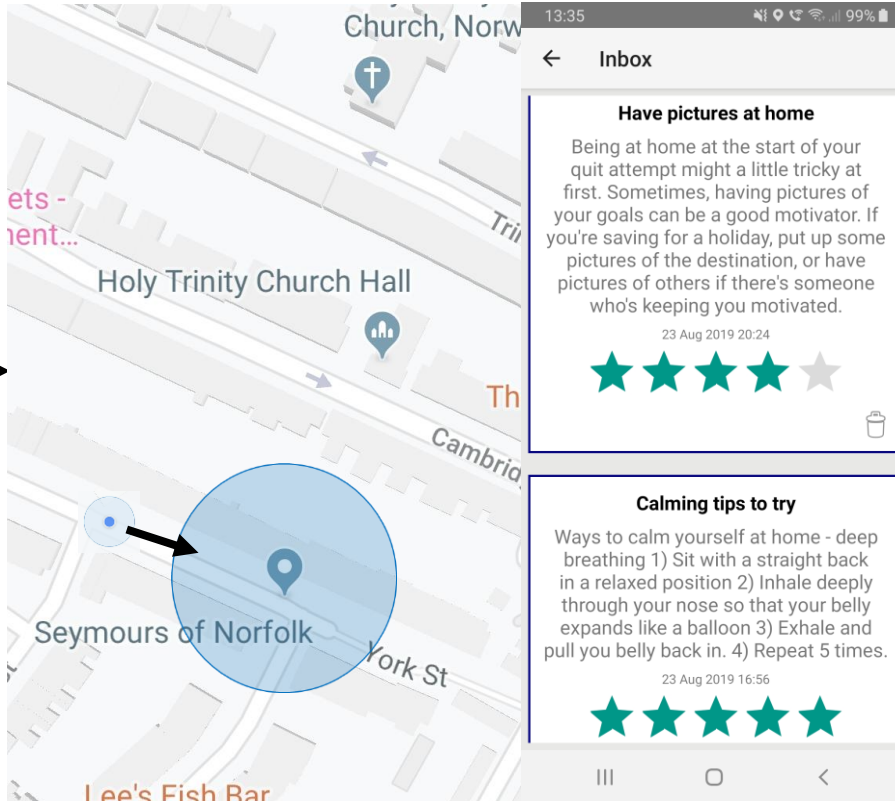 Church, Norw
ets -
ent...
Trin
Holy Trinity Church Hall
Th
Cambridg
Seymours of Norfolk
York St
Lee's Fish Bar
13:35
99%
Inbox
Have pictures at home
Being at home at the start of your
quit attempt might a little tricky at
first. Sometimes, having pictures of
your goals can be a good motivator. If
you're saving for a holiday, put up some
pictures of the destination, or have
pictures of others if there's someone
who's keeping you motivated.
23 Aug 2019 20:24
Calming tips to try
Ways to calm yourself at home - deep
breathing 1) Sit with a straight back
in a relaxed position 2) Inhale deeply
through your nose so that your belly
expands like a balloon 3) Exhale and
pull you belly back in. 4) Repeat 5 times.
23 Aug 2019 16:56